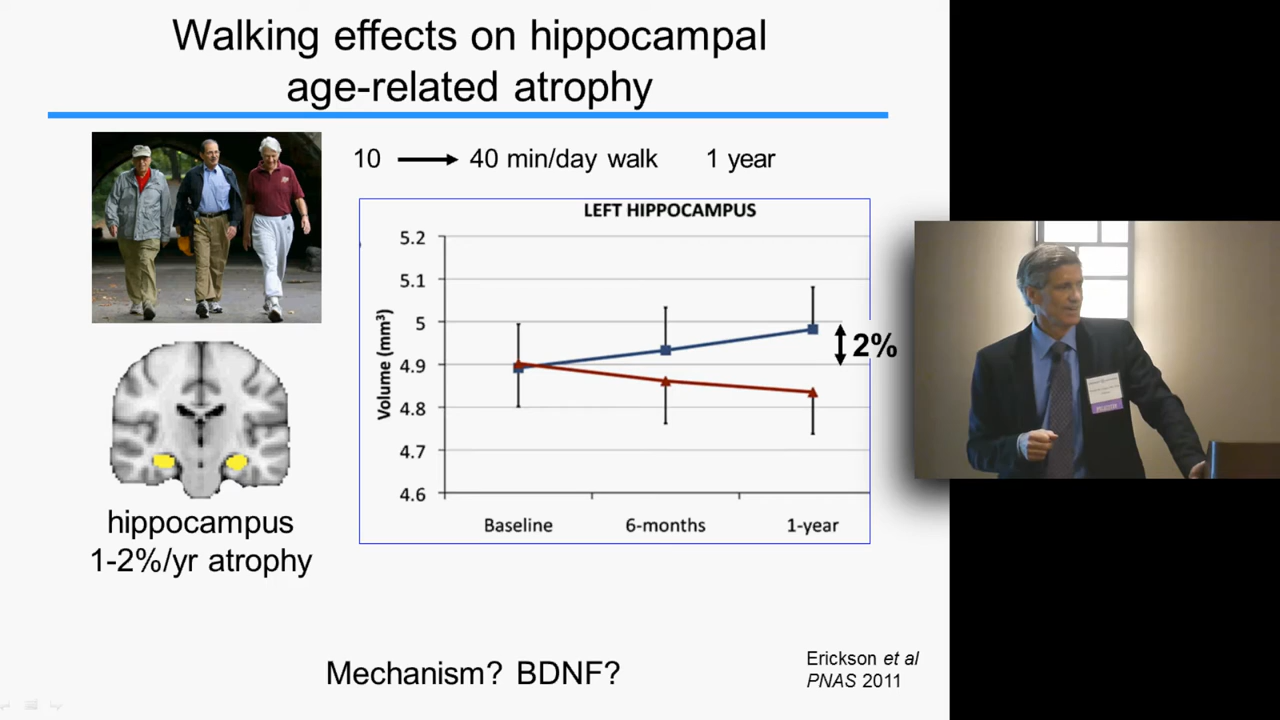 Walking effects on hippocampal
age-related atrophy
10 → 40 min/day walk 1 year
LEFT HIPPOCAMPUS
5.2
5.1
5
4.9
4.8
4.7
4.6
Volume (mm³)
2%
Baseline 6-months 1-year
hippocampus
1-2%/yr atrophy
Mechanism? BDNF?
Erickson et al
PNAS 2011